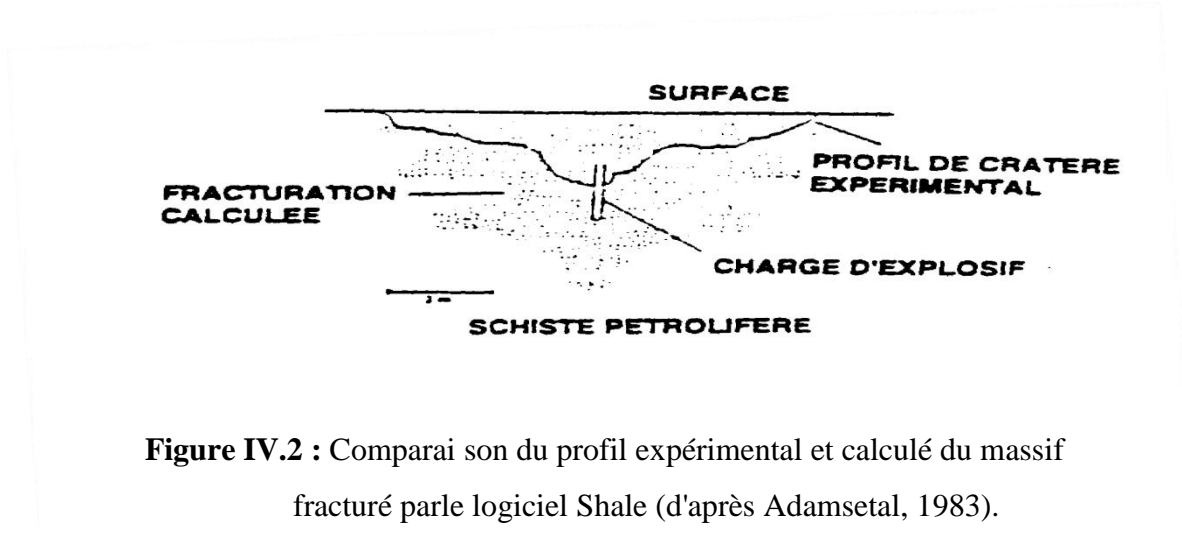 SURFACE
PROFIL DE CRATERE
EXPERIMENTAL
FRACTURATION
CALCULEE
CHARGE D'EXPLOSIF
SCHISTE PETROLIFERE
Figure IV.2 : Comparai son du profil expérimental et calculé du massif
fracturé parle logiciel Shale (d'après Adamsetal, 1983).